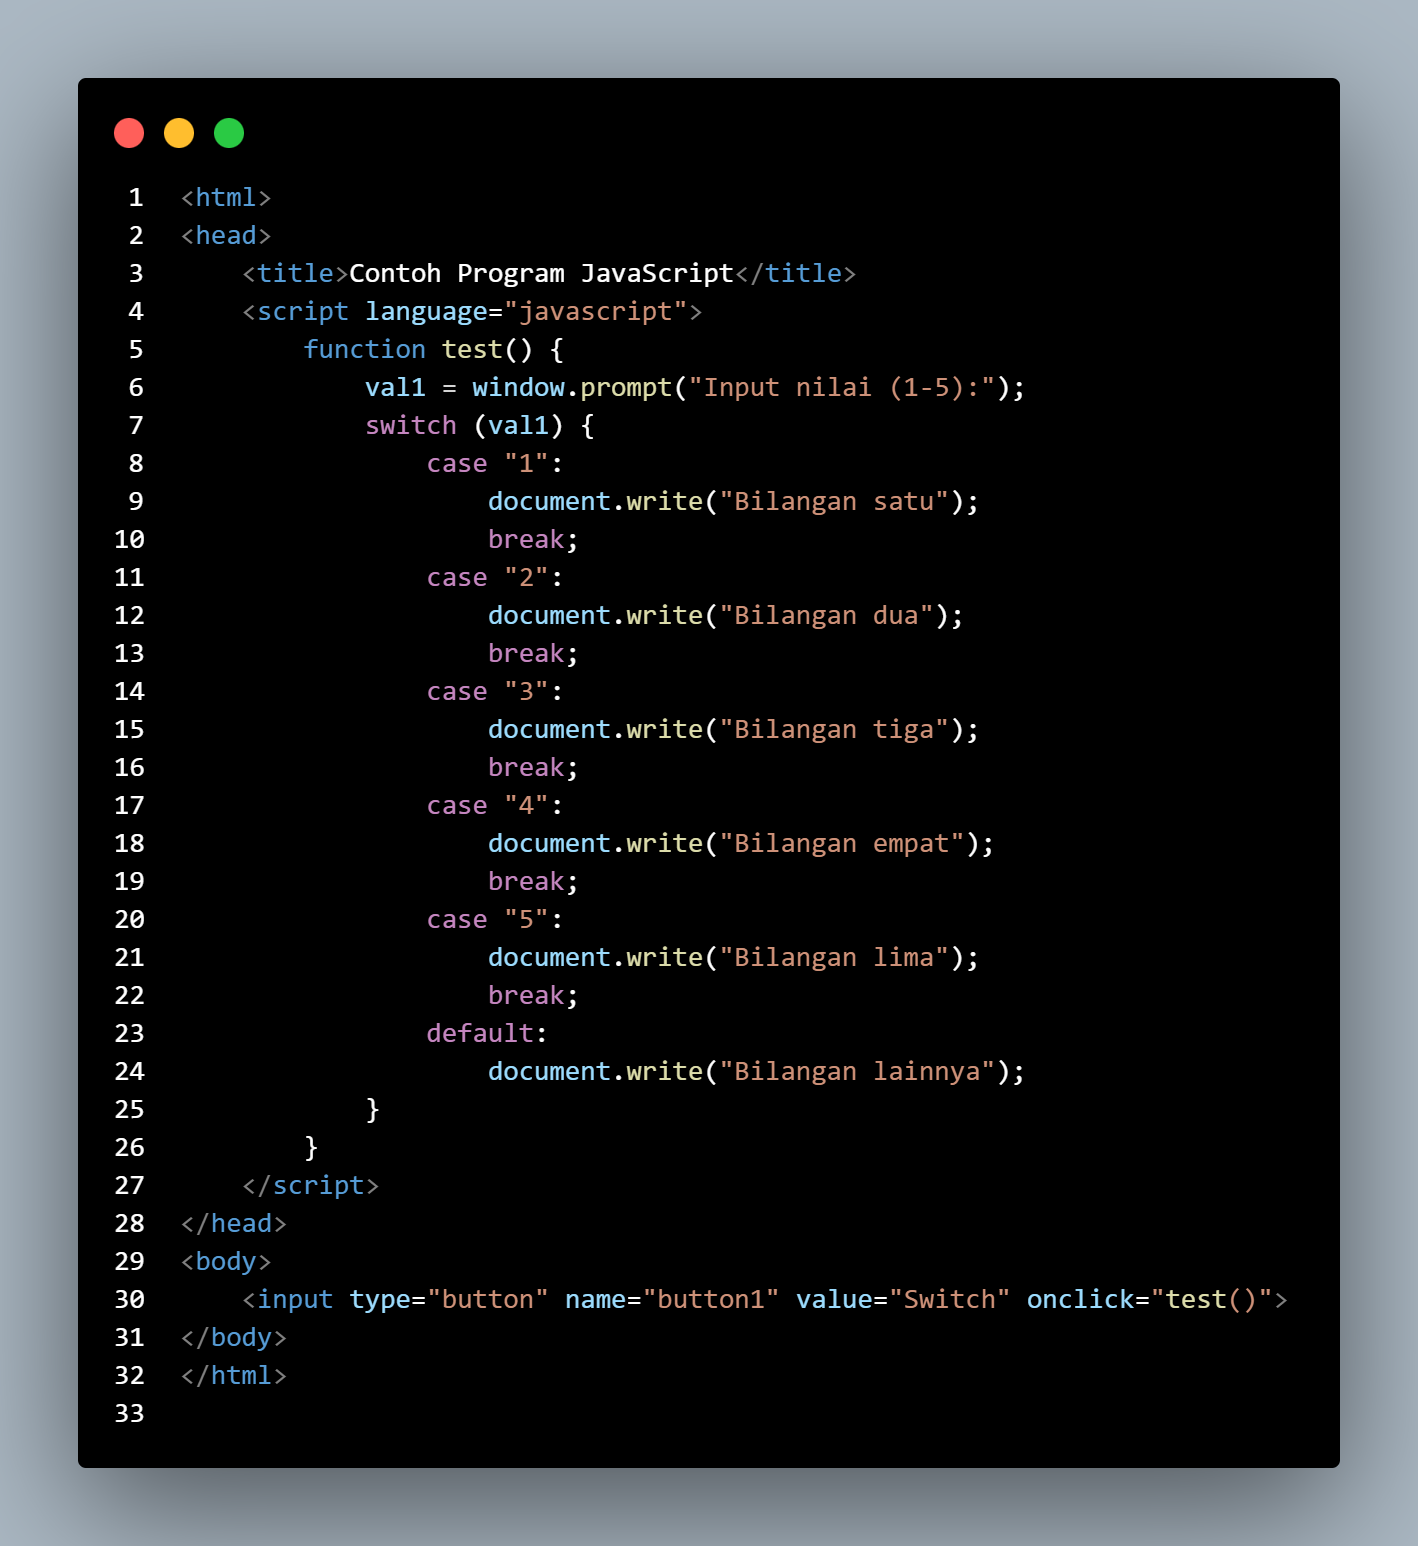 1 <html>
2 <head>
3     <title>Contoh Program JavaScript</title>
4     <script language="javascript">
5         function test() {
6             val1 = window.prompt("Input nilai (1-5):");
7             switch (val1) {
8                 case "1":
9                     document.write("Bilangan satu");
10                     break;
11                 case "2":
12                     document.write("Bilangan dua");
13                     break;
14                 case "3":
15                     document.write("Bilangan tiga");
16                     break;
17                 case "4":
18                     document.write("Bilangan empat");
19                     break;
20                 case "5":
21                     document.write("Bilangan lima");
22                     break;
23                 default:
24                     document.write("Bilangan lainnya");
25             }
26         }
27     </script>
28 </head>
29 <body>
30     <input type="button" name="button1" value="Switch" onclick="test()">
31 </body>
32 </html>
33